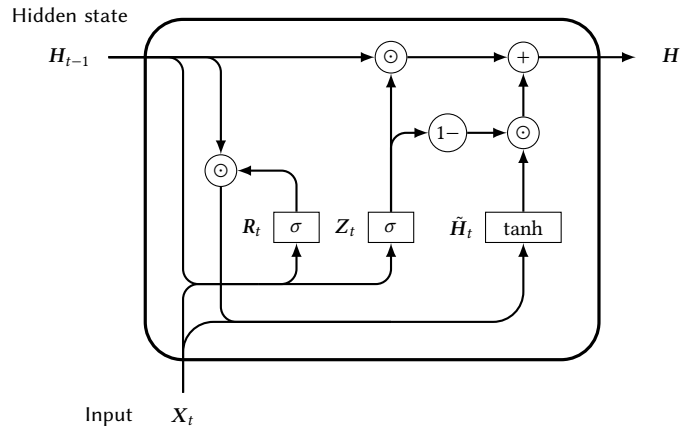 Hidden state
H_{t−1}
⊙
+
H
1−
⊙
⊙
R_t
σ
Z_t
σ
H̃_t
tanh
Input
X_t